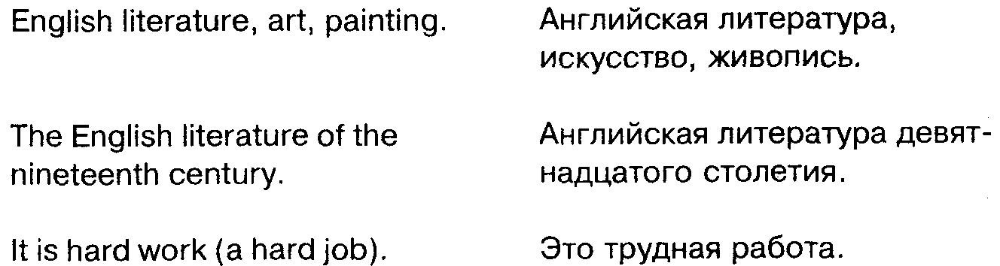 English literature, art, painting.
Английская литература,
искусство, живопись.
The English literature of the
nineteenth century.
Английская литература девят-
надцатого столетия.
It is hard work (a hard job).
Это трудная работа.